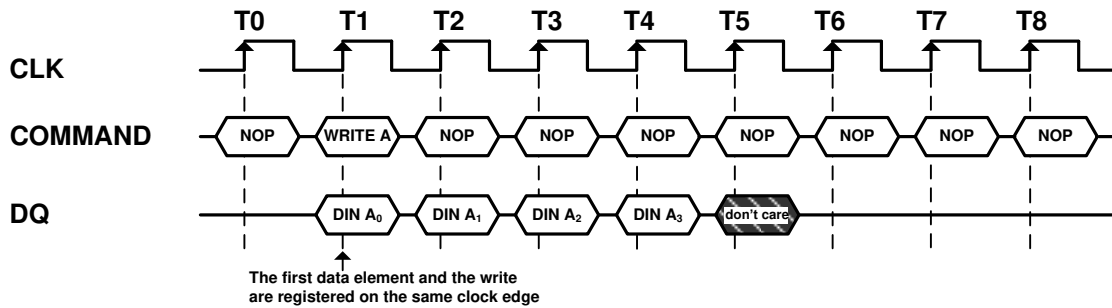 T0 T1 T2 T3 T4 T5 T6 T7 T8
CLK
COMMAND NOP WRITE A NOP NOP NOP NOP NOP NOP NOP
DQ DIN A₀ DIN A₁ DIN A₂ DIN A₃ don't care
The first data element and the write
are registered on the same clock edge